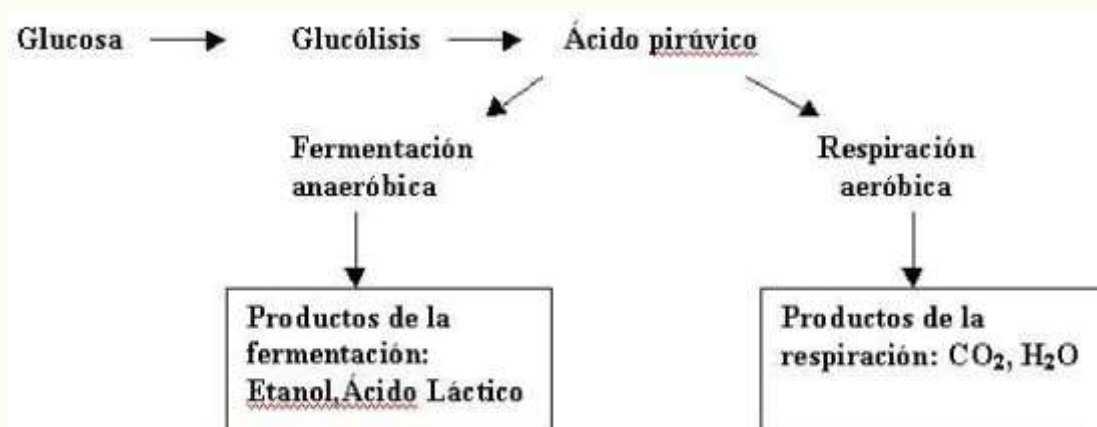 Glucosa Glucólisis Ácido pirúvico
Fermentación
anaeróbica
Respiración
aeróbica
Productos de la
fermentación:
Etanol,Ácido Láctico
Productos de la
respiración: CO₂, H₂O